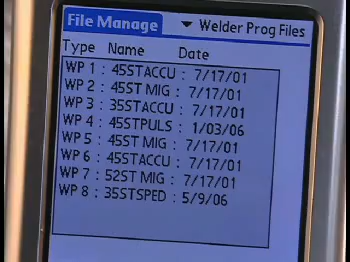 File Manage ▼ Welder Prog Files
Type Name Date
WP 1 : 45STACCU : 7/17/01
WP 2 : 45ST MIG : 7/17/01
WP 3 : 35STACCU : 7/17/01
WP 4 : 45STPULS : 1/03/06
WP 5 : 45ST MIG : 7/17/01
WP 6 : 45STACCU : 7/17/01
WP 7 : 52ST MIG : 7/17/01
WP 8 : 35STSPED : 5/9/06